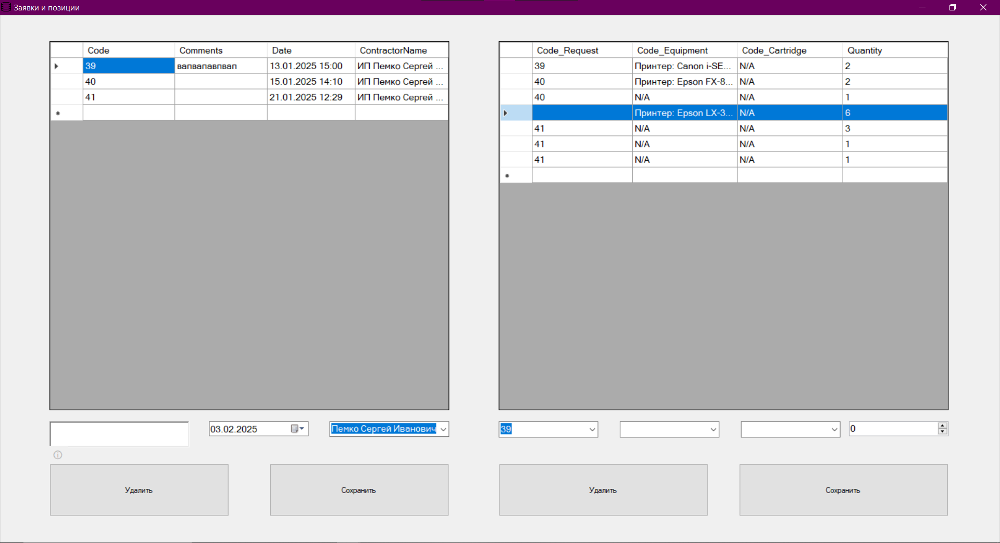 Заявки и позиции
Code Comments Date ContractorName
39 вапвапавпвап 13.01.2025 15:00 ИП Пемко Сергей ...
40 15.01.2025 14:10 ИП Пемко Сергей ...
41 21.01.2025 12:29 ИП Пемко Сергей ...
Code_Request Code_Equipment Code_Cartridge Quantity
39 Принтер: Canon i-SE... N/A 2
40 Принтер: Epson FX-8... N/A 2
40 N/A N/A 1
Принтер: Epson LX-3... N/A 6
41 N/A N/A 3
41 N/A N/A 1
41 N/A N/A 1
03.02.2025 Пемко Сергей Иванович 39 0
Удалить Сохранить Удалить Сохранить